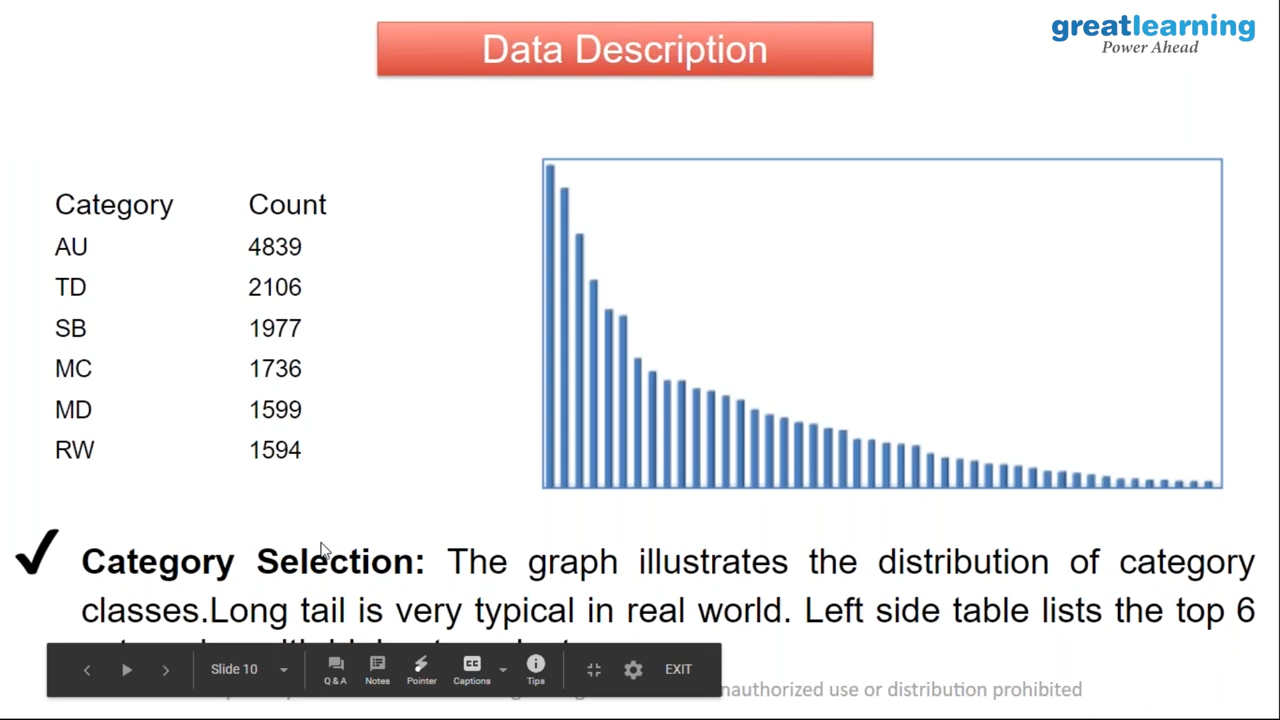 greatlearning
Power Ahead
Data Description
Category Count
AU 4839
TD 2106
SB 1977
MC 1736
MD 1599
RW 1594
Category Selection: The graph illustrates the distribution of category
classes.Long tail is very typical in real world. Left side table lists the top 6
Slide 10
Q & A
Notes
Pointer
CC
Captions
Tips
EXIT
unauthorized use or distribution prohibited